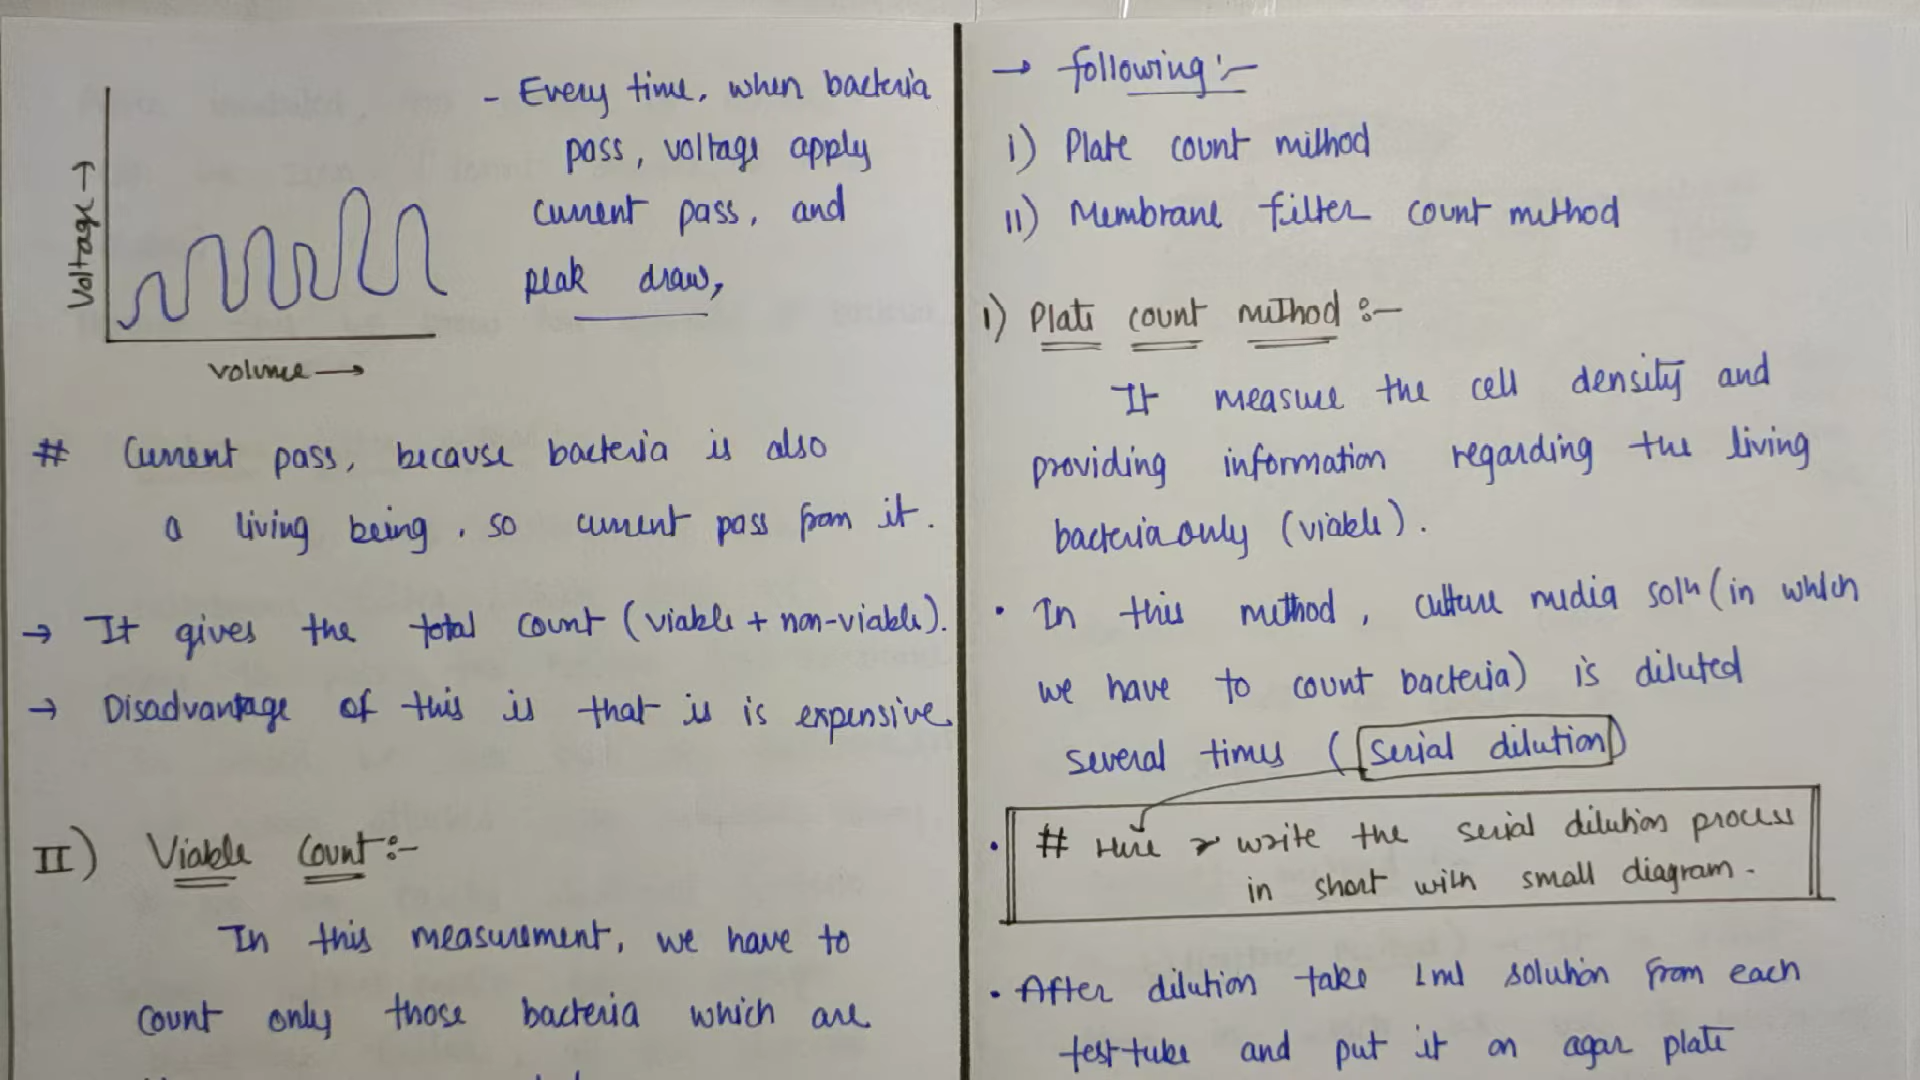 Voltage →
volume →
- Every time, when bacteria
pass, voltage apply
current pass, and
peak draw,
# Current pass, because bacteria is also
a living being. so current pass from it.
→ It gives the total count (viable + non-viable).
→ Disadvantage of this is that is is expensive
II) Viable Count :-
In this measurement, we have to
count only those bacteria which are
→ following :-
i) Plate count method
ii) Membrane filter count method
i) Plate count method :-
It measure the cell density and
providing information regarding the living
bacteria only (viable).
• In this method, culture media solⁿ (in which
we have to count bacteria) is diluted
several times (serial dilution)
• # Here write the serial dilution process
in short with small diagram.
• After dilution take 1ml solution from each
test tube and put it on agar plate